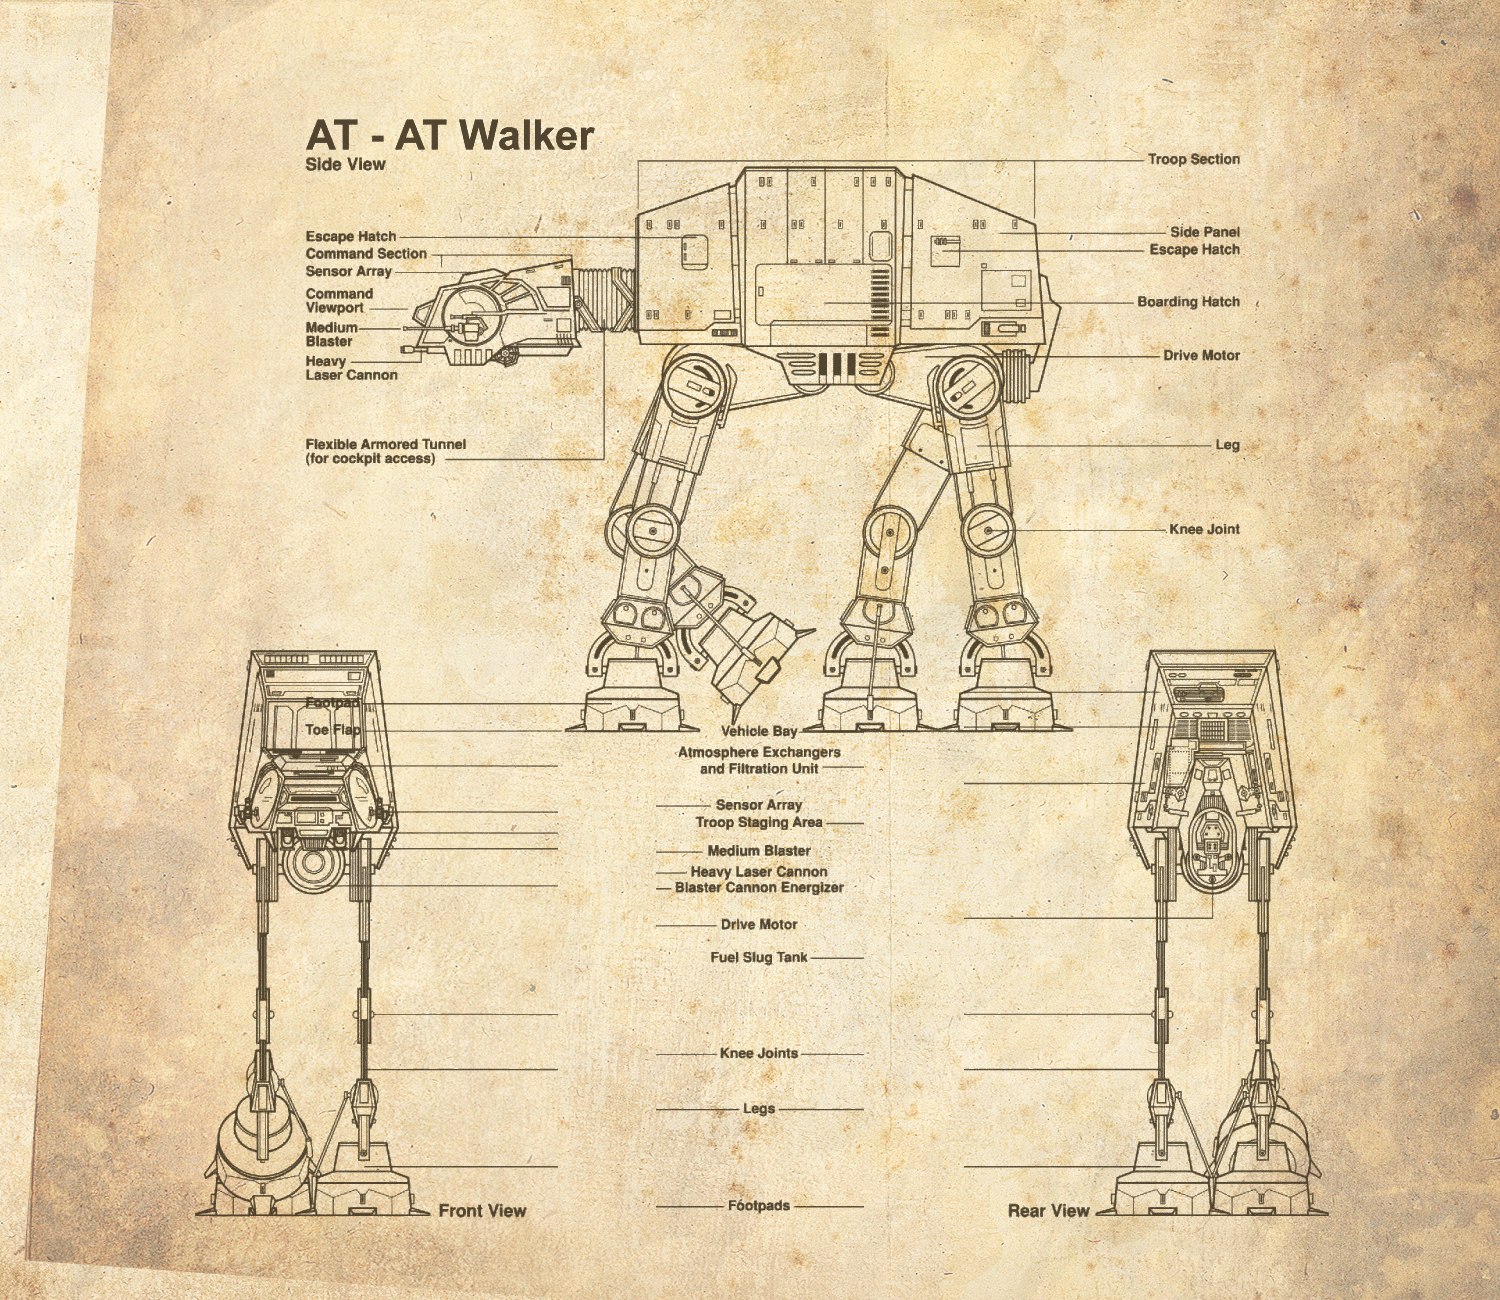 AT - AT Walker
Side View
Troop Section
Escape Hatch
Command Section
Sensor Array
Command
Viewport
Medium
Blaster
Heavy
Laser Cannon
Flexible Armored Tunnel
(for cockpit access)
Side Panel
Escape Hatch
Boarding Hatch
Drive Motor
Leg
Knee Joint
Footpad
Toe Flap
Vehicle Bay
Atmosphere Exchangers
and Filtration Unit
Sensor Array
Troop Staging Area
Medium Blaster
Heavy Laser Cannon
Blaster Cannon Energizer
Drive Motor
Fuel Slug Tank
Knee Joints
Legs
Footpads
Front View
Rear View